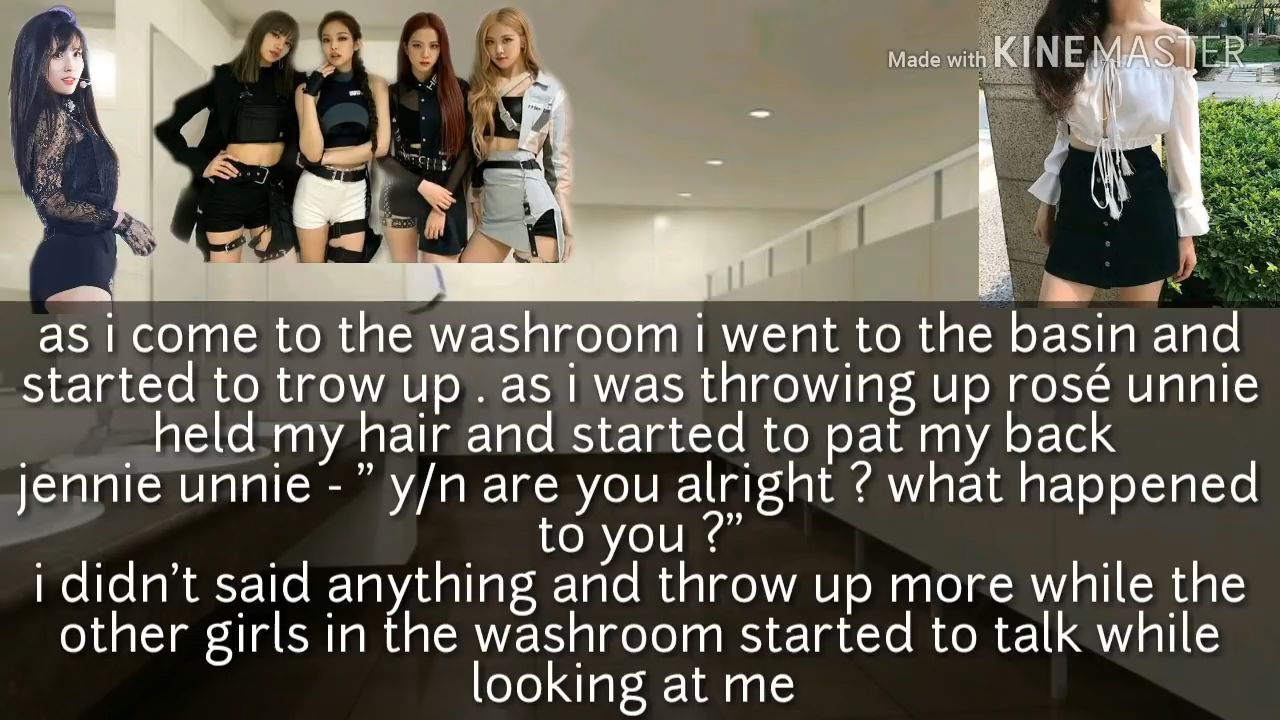 Made with KINEMASTER
as i come to the washroom i went to the basin and
started to trow up . as i was throwing up rosé unnie
held my hair and started to pat my back
jennie unnie - ” y/n are you alright ? what happened
to you ?”
i didn’t said anything and throw up more while the
other girls in the washroom started to talk while
looking at me